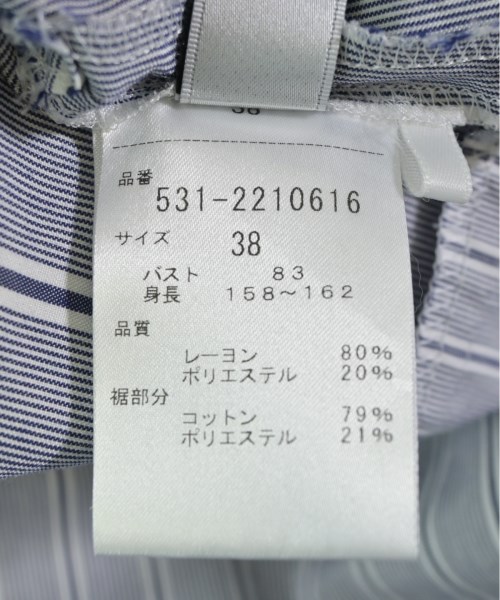 38
品番
531-2210616
サイズ 38
バスト 83
身長 158〜162
品質
レーヨン 80%
ポリエステル 20%
裾部分
コットン 79%
ポリエステル 21%